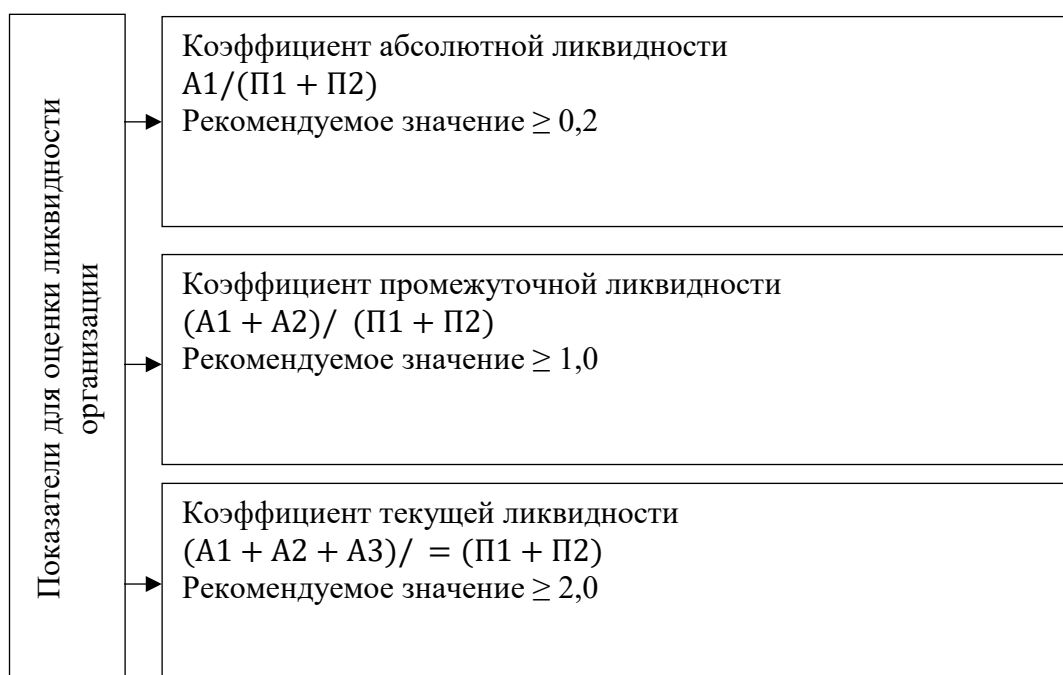 Показатели для оценки ликвидности
организации
Коэффициент абсолютной ликвидности
А1/(П1 + П2)
Рекомендуемое значение ≥ 0,2
Коэффициент промежуточной ликвидности
(А1 + А2)/ (П1 + П2)
Рекомендуемое значение ≥ 1,0
Коэффициент текущей ликвидности
(А1 + А2 + А3)/ = (П1 + П2)
Рекомендуемое значение ≥ 2,0